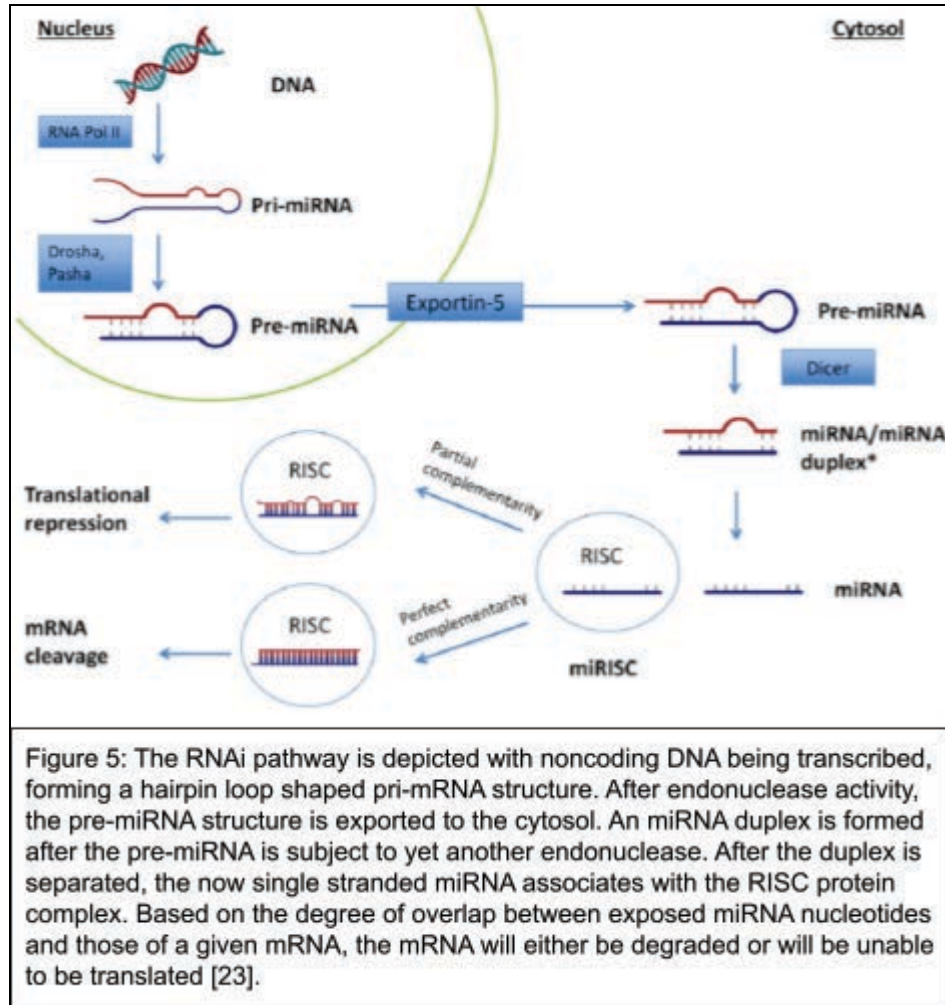 Nucleus
Cytosol
DNA
RNA Pol II
Pri-miRNA
Drosha,
Pasha
Pre-miRNA
Exportin-5
Pre-miRNA
Dicer
miRNA/miRNA
duplex*
RISC
Partial
complementarity
Translational
repression
RISC
miRNA
RISC
Perfect
complementarity
mRNA
cleavage
miRISC
Figure 5: The RNAi pathway is depicted with noncoding DNA being transcribed,
forming a hairpin loop shaped pri-mRNA structure. After endonuclease activity,
the pre-miRNA structure is exported to the cytosol. An miRNA duplex is formed
after the pre-miRNA is subject to yet another endonuclease. After the duplex is
separated, the now single stranded miRNA associates with the RISC protein
complex. Based on the degree of overlap between exposed miRNA nucleotides
and those of a given mRNA, the mRNA will either be degraded or will be unable
to be translated [23].